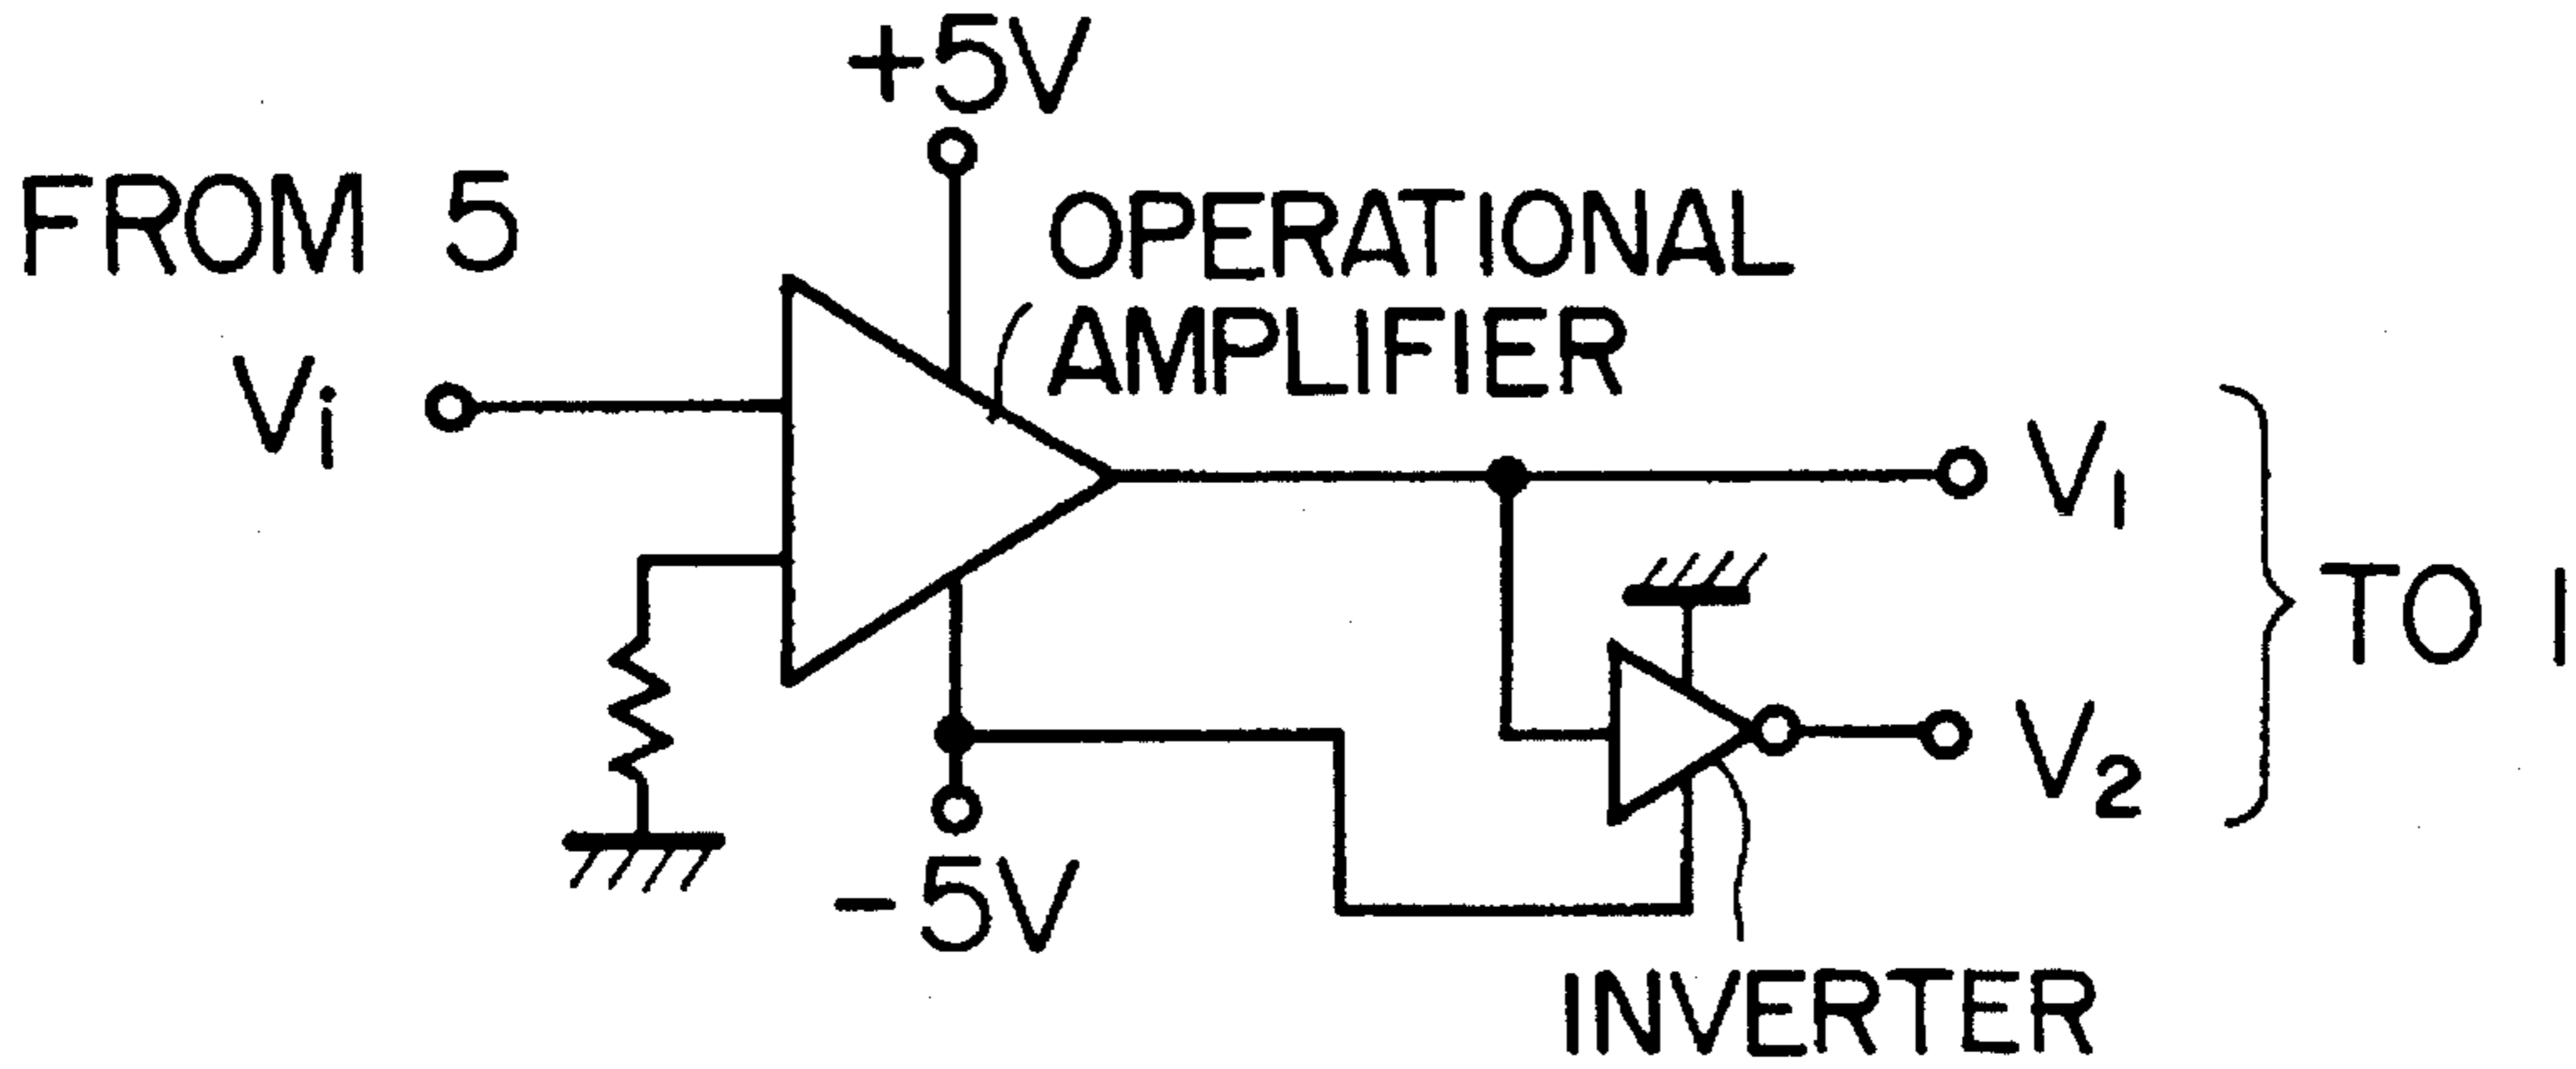 +5V
FROM 5
OPERATIONAL
AMPLIFIER
Vi
V1
TO 1
V2
-5V
INVERTER